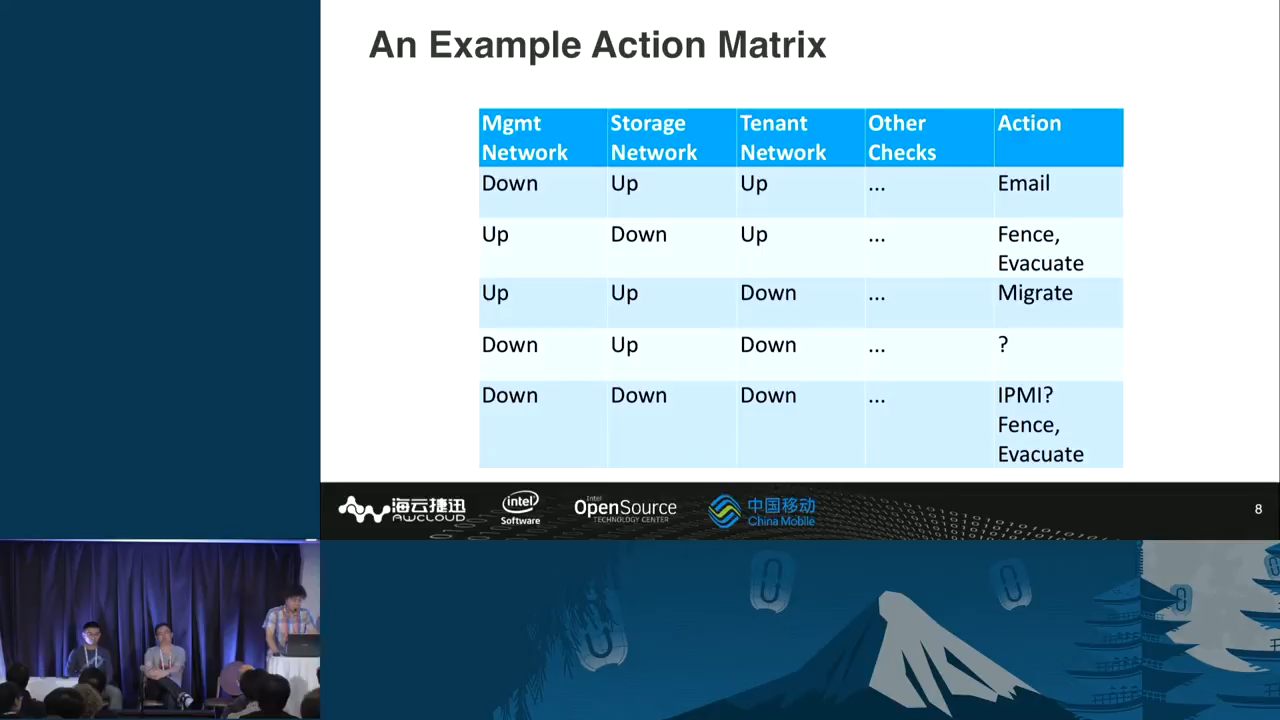 An Example Action Matrix
Mgmt Network Storage Network Tenant Network Other Checks Action
Down Up Up ... Email
Up Down Up ... Fence, Evacuate
Up Up Down ... Migrate
Down Up Down ... ?
Down Down Down ... IPMI? Fence, Evacuate
海云捷迅
AWCLOUD
intel
Software
Intel
OpenSource
TECHNOLOGY CENTER
中国移动
China Mobile
8